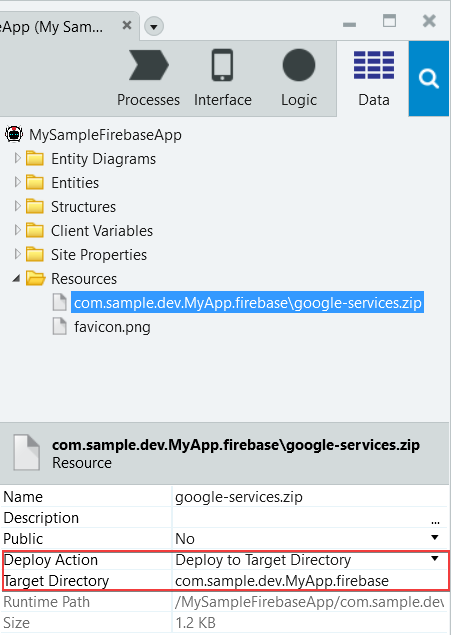 eApp (My Sam...
Processes
Interface
Logic
Data
MySampleFirebaseApp
Entity Diagrams
Entities
Structures
Client Variables
Site Properties
Resources
com.sample.dev.MyApp.firebase\google-services.zip
favicon.png
com.sample.dev.MyApp.firebase\google-services.zip
Resource
Name google-services.zip
Description ...
Public No
Deploy Action Deploy to Target Directory
Target Directory com.sample.dev.MyApp.firebase
Runtime Path /MySampleFirebaseApp/com.sample.dev
Size 1.2 KB